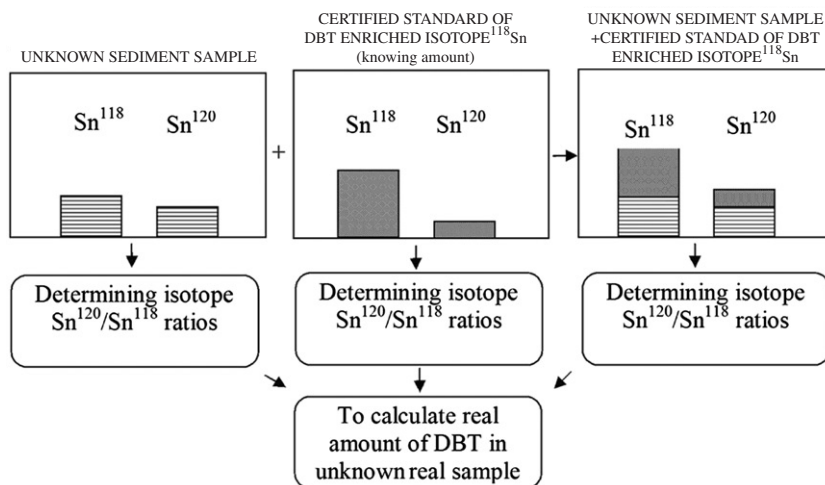 UNKNOWN SEDIMENT SAMPLE
CERTIFIED STANDARD OF
DBT ENRICHED ISOTOPE¹¹⁸Sn
(knowing amount)
UNKNOWN SEDIMENT SAMPLE
+CERTIFIED STANDAD OF DBT
ENRICHED ISOTOPE¹¹⁸Sn
Sn¹¹⁸ Sn¹²⁰
+
Sn¹¹⁸ Sn¹²⁰
Sn¹¹⁸ Sn¹²⁰
Determining isotope
Sn¹²⁰/Sn¹¹⁸ ratios
Determining isotope
Sn¹²⁰/Sn¹¹⁸ ratios
Determining isotope
Sn¹²⁰/Sn¹¹⁸ ratios
To calculate real
amount of DBT in
unknown real sample